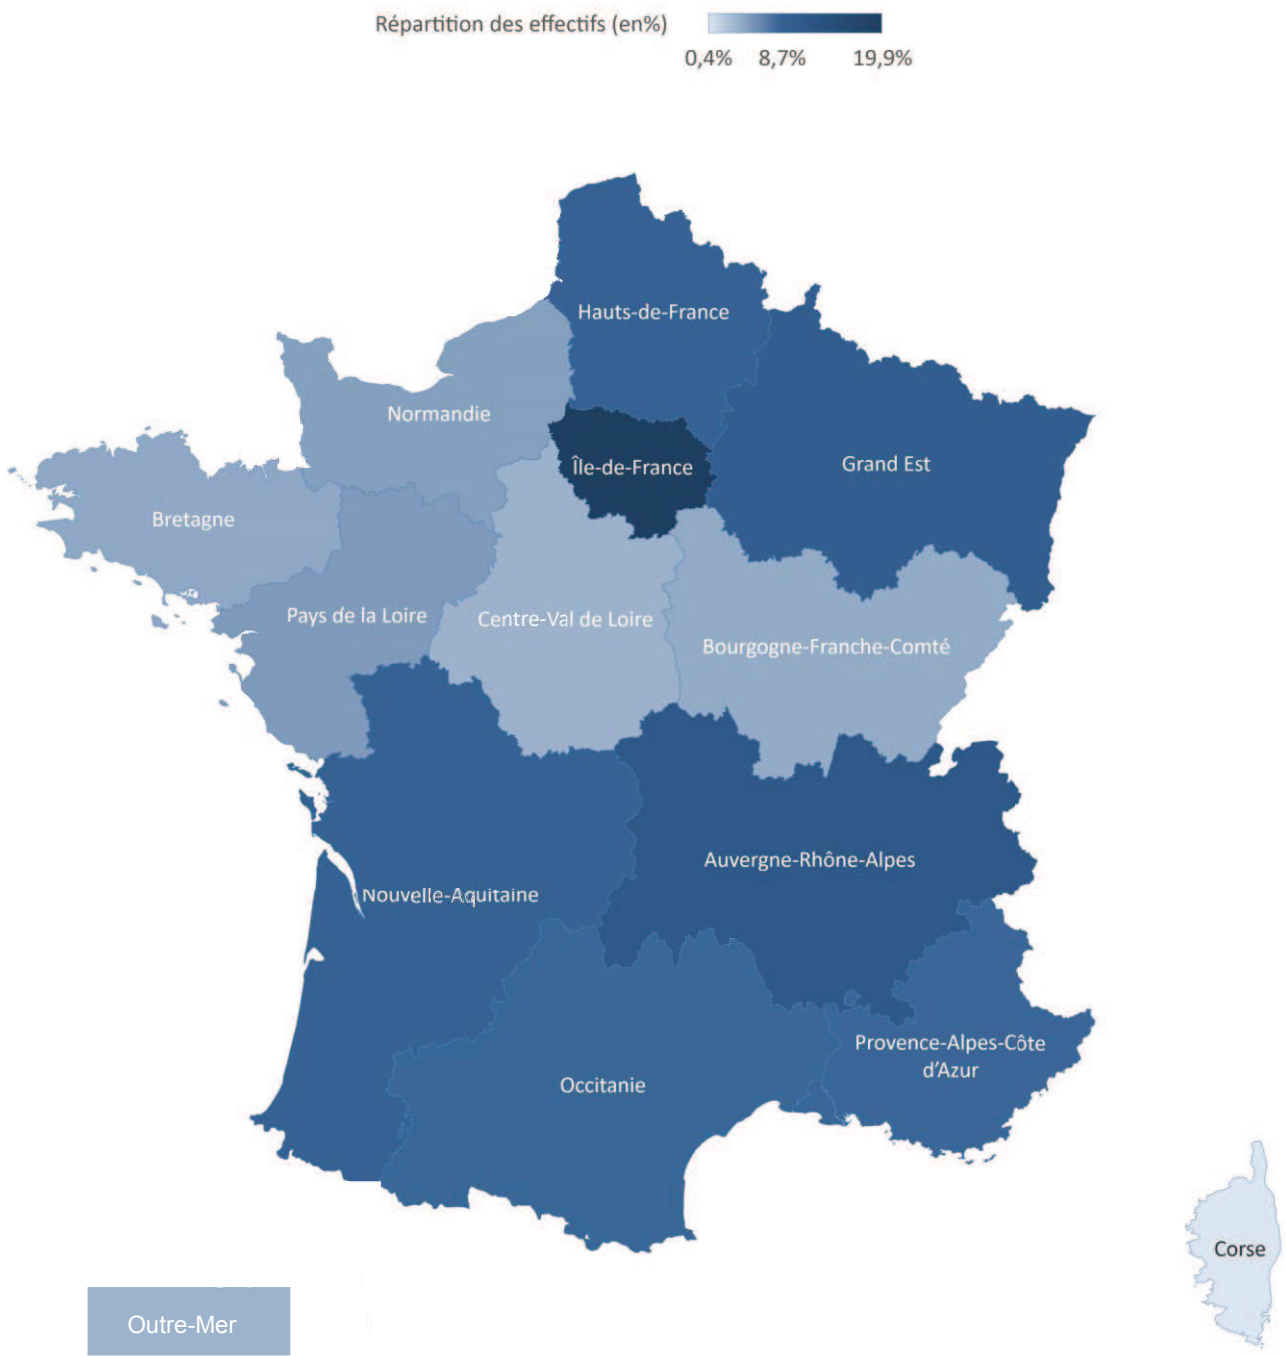 Répartition des effectifs (en%)
0,4% 8,7% 19,9%
Hauts-de-France
Normandie
Île-de-France
Grand Est
Bretagne
Pays de la Loire
Centre-Val de Loire
Bourgogne-Franche-Comté
Auvergne-Rhône-Alpes
Nouvelle-Aquitaine
Provence-Alpes-Côte
d'Azur
Occitanie
Corse
Outre-Mer